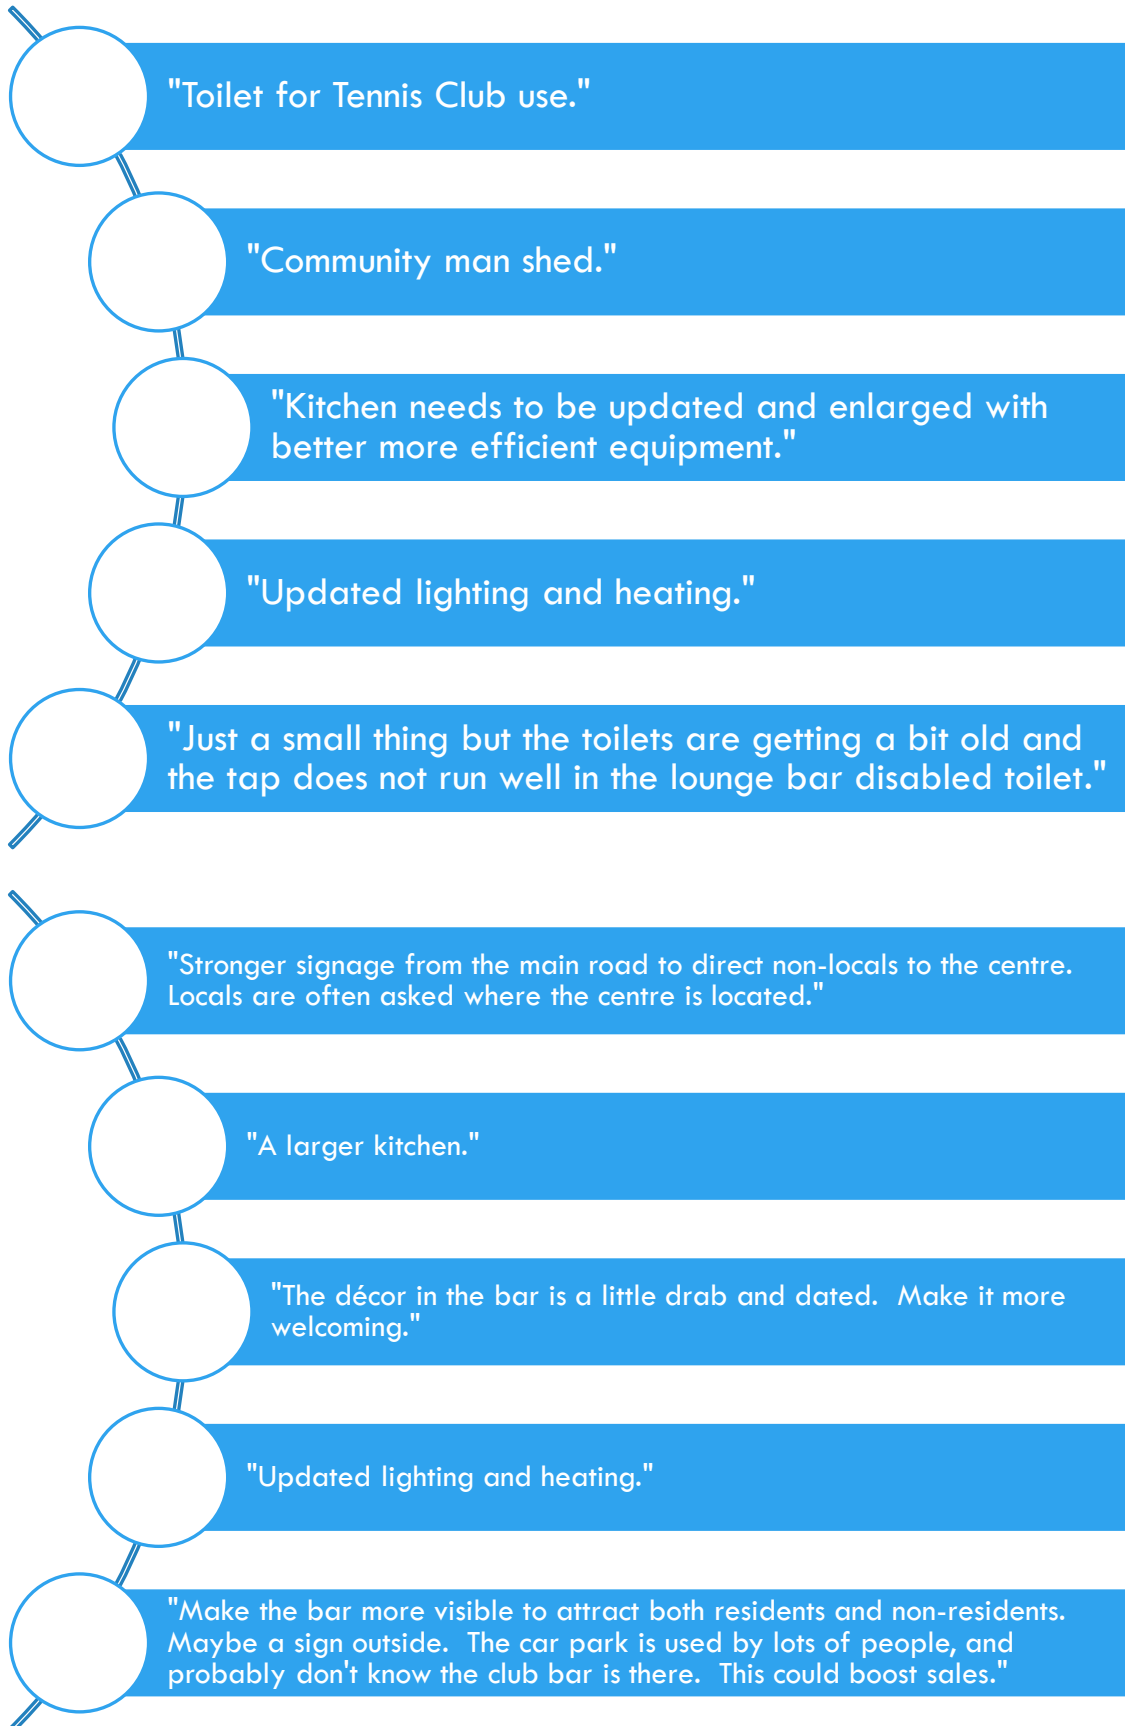 "Toilet for Tennis Club use."
"Community man shed."
"Kitchen needs to be updated and enlarged with
better more efficient equipment."
"Updated lighting and heating."
"Just a small thing but the toilets are getting a bit old and
the tap does not run well in the lounge bar disabled toilet."
"Stronger signage from the main road to direct non-locals to the centre.
Locals are often asked where the centre is located."
"A larger kitchen."
"The décor in the bar is a little drab and dated.  Make it more
welcoming."
"Updated lighting and heating."
"Make the bar more visible to attract both residents and non-residents.
Maybe a sign outside.  The car park is used by lots of people, and
probably don't know the club bar is there.  This could boost sales."